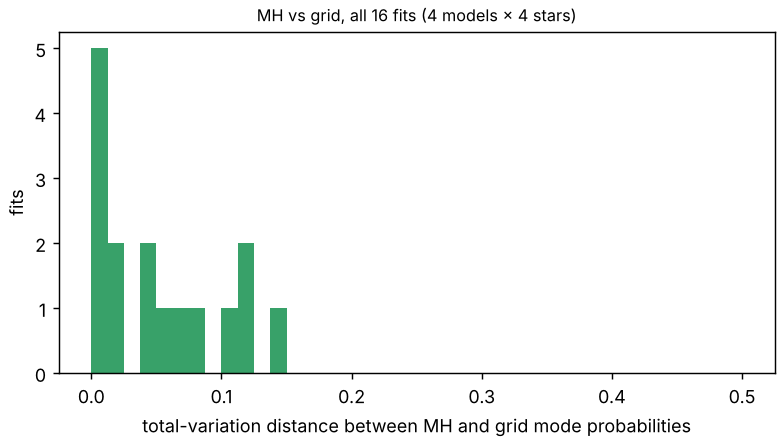 MH vs grid, all 16 fits (4 models × 4 stars)
5
4
3
2
1
0
fits
0.0 0.1 0.2 0.3 0.4 0.5
total-variation distance between MH and grid mode probabilities